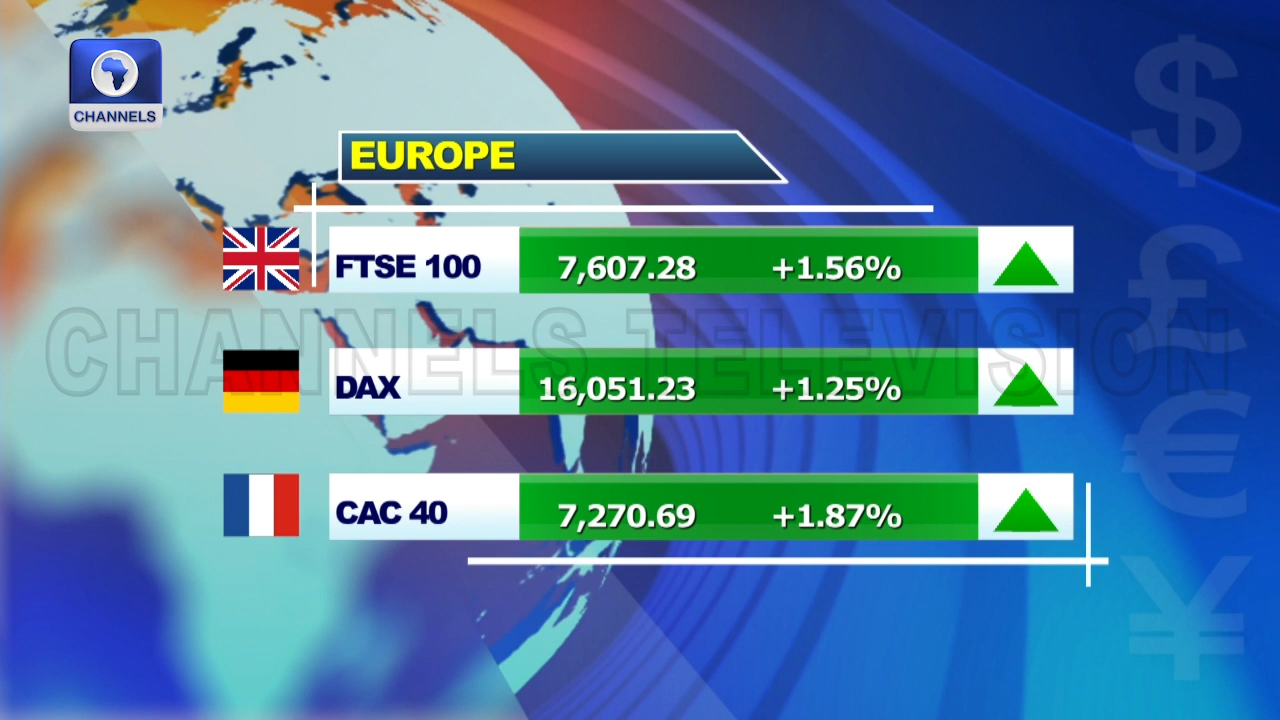 CHANNELS
EUROPE
FTSE 100 7,607.28 +1.56%
CHANNELS TELEVISION
DAX 16,051.23 +1.25%
CAC 40 7,270.69 +1.87%
$
£
€
¥